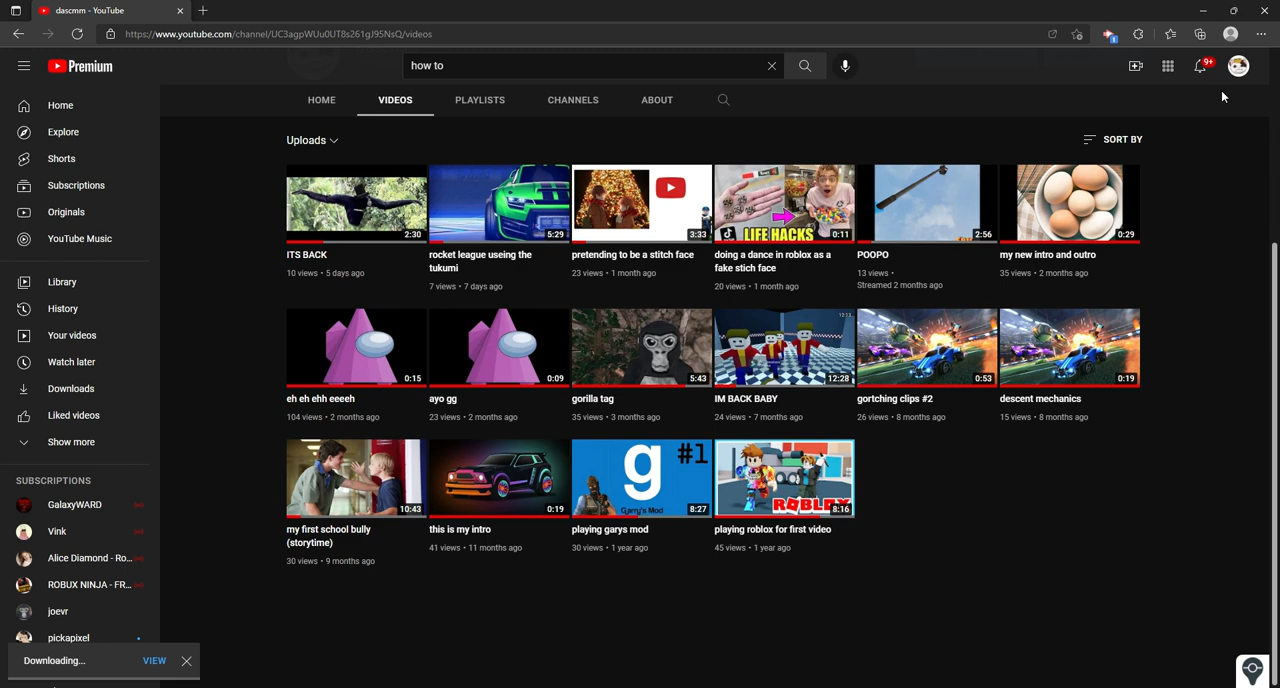 dascmm - YouTube
https://www.youtube.com/channel/UC3agpWUu0UT8s261gJ95NsQ/videos
Premium
how to
9+
Home
Explore
Shorts
Subscriptions
Originals
YouTube Music
Library
History
Your videos
Watch later
Downloads
Liked videos
Show more
SUBSCRIPTIONS
GalaxyWARD
Vink
Alice Diamond - Ro...
ROBUX NINJA - FR...
joevr
pickapixel
Downloading...
VIEW
HOME
VIDEOS
PLAYLISTS
CHANNELS
ABOUT
Uploads
SORT BY
2:30
ITS BACK
10 views • 5 days ago
5:29
rocket league useing the
tukumi
7 views • 7 days ago
3:33
pretending to be a stitch face
23 views • 1 month ago
LIFE HACKS
0:11
doing a dance in roblox as a
fake stich face
20 views • 1 month ago
2:56
POOPO
13 views •
Streamed 2 months ago
0:29
my new intro and outro
35 views • 2 months ago
0:15
eh eh ehh eeeeh
104 views • 2 months ago
0:09
ayo gg
23 views • 2 months ago
5:43
gorilla tag
35 views • 3 months ago
12:28
IM BACK BABY
24 views • 7 months ago
0:53
gortching clips #2
26 views • 8 months ago
0:19
descent mechanics
15 views • 8 months ago
10:43
my first school bully
(storytime)
30 views • 9 months ago
0:19
this is my intro
41 views • 11 months ago
g #1
Garry's Mod
8:27
playing garys mod
30 views • 1 year ago
ROBLOX
8:16
playing roblox for first video
45 views • 1 year ago